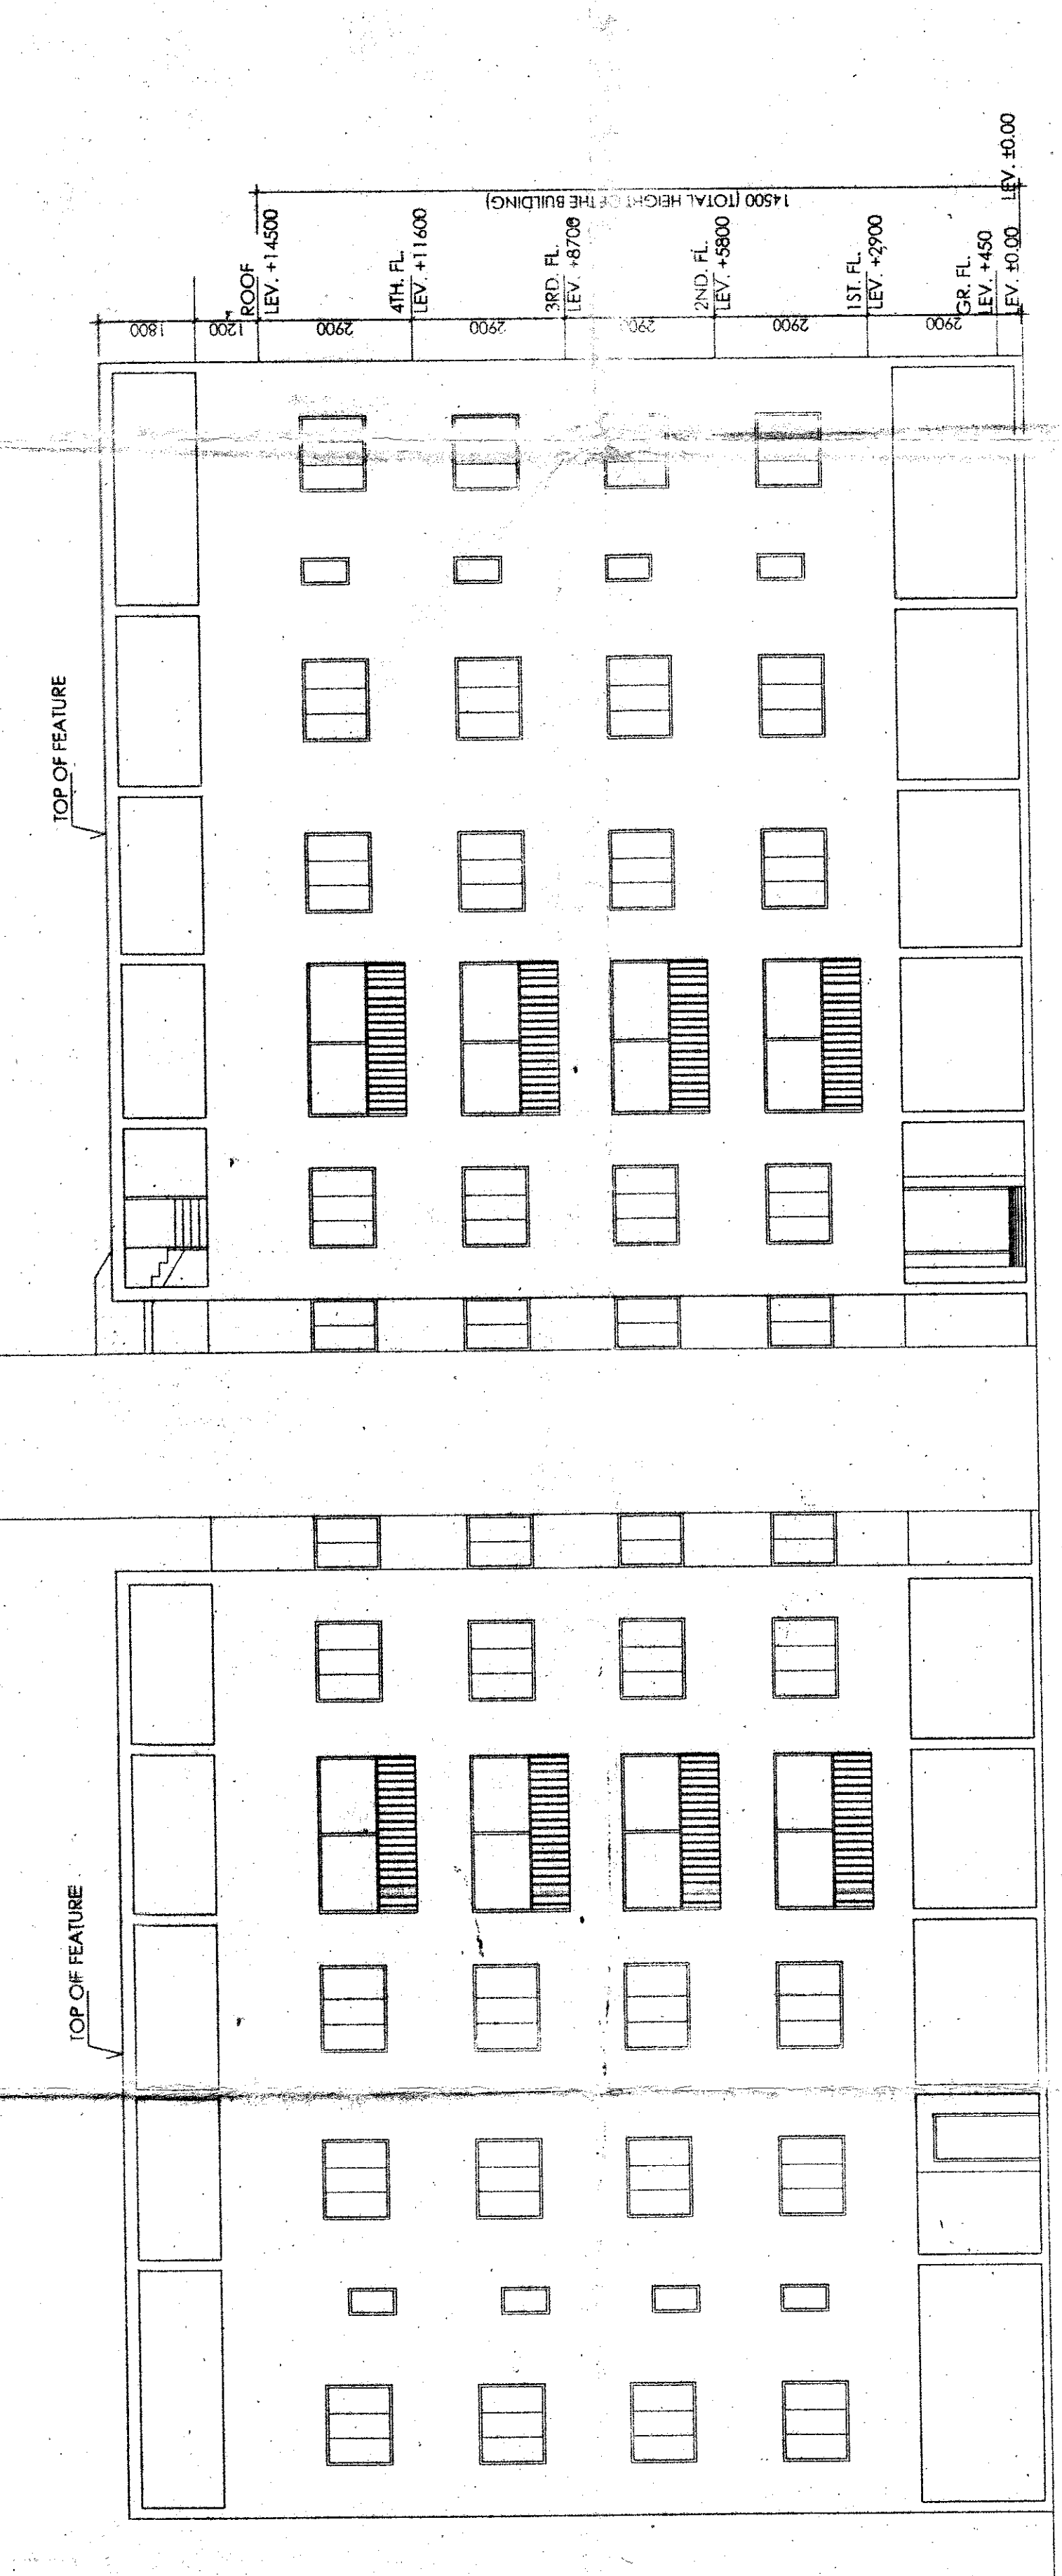 TOP OF FEATURE
TOP OF FEATURE
1800
1200
ROOF
LEV. +14500
2900
4TH. FL.
LEV. +11600
2900
3RD. FL.
LEV. +8700
2900
2ND. FL.
LEV. +5800
2900
1ST. FL.
LEV. +2900
2900
GR. FL.
LEV. +450
LEV. ±0.00
LEV. ±0.00
14500 (TOTAL HEIGHT OF THE BUILDING)